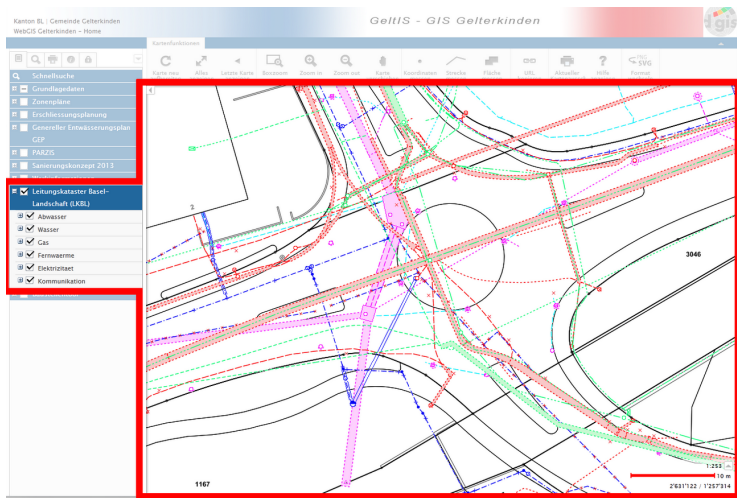 Kanton BL : Gemeinde Gelterkinden
WebGIS Gelterkinden - Home
GeltIS - GIS Gelterkinden
gis
Kartenfunktionen
Karte neu
Alles
Letzte Karte
Boxzoom
Zoom in
Zoom out
Karte
Koordinaten
Strecke
Fläche
SXL
Aktueller
Hilfe
Format
SVG
Schnellsuche
Grundlagedaten
Zonenpläne
Erschliessungsplanung
Genereller Entwässerungsplan
GEP
PARZIS
Sanierungskonzept 2013
Leitungskataster Basel-
Landschaft (LKBL)
Abwasser
Wasser
Gas
Fernwaerme
Elektrizitaet
Kommunikation
3046
1167
1:253
10 m
2'631'122 / 1'257'314